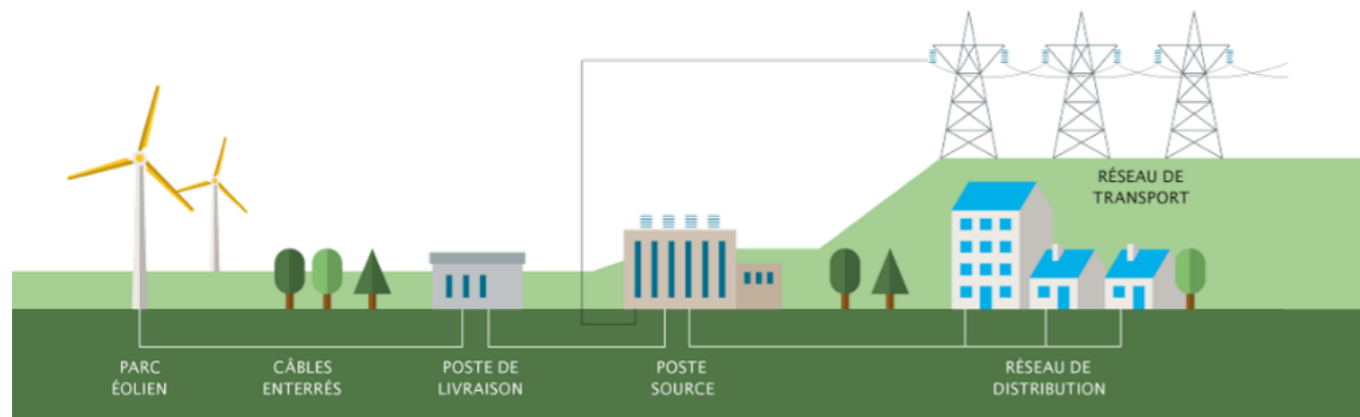 RÉSEAU DE
TRANSPORT
PARC
ÉOLIEN
CÂBLES
ENTERRÉS
POSTE DE
LIVRAISON
POSTE
SOURCE
RÉSEAU DE
DISTRIBUTION